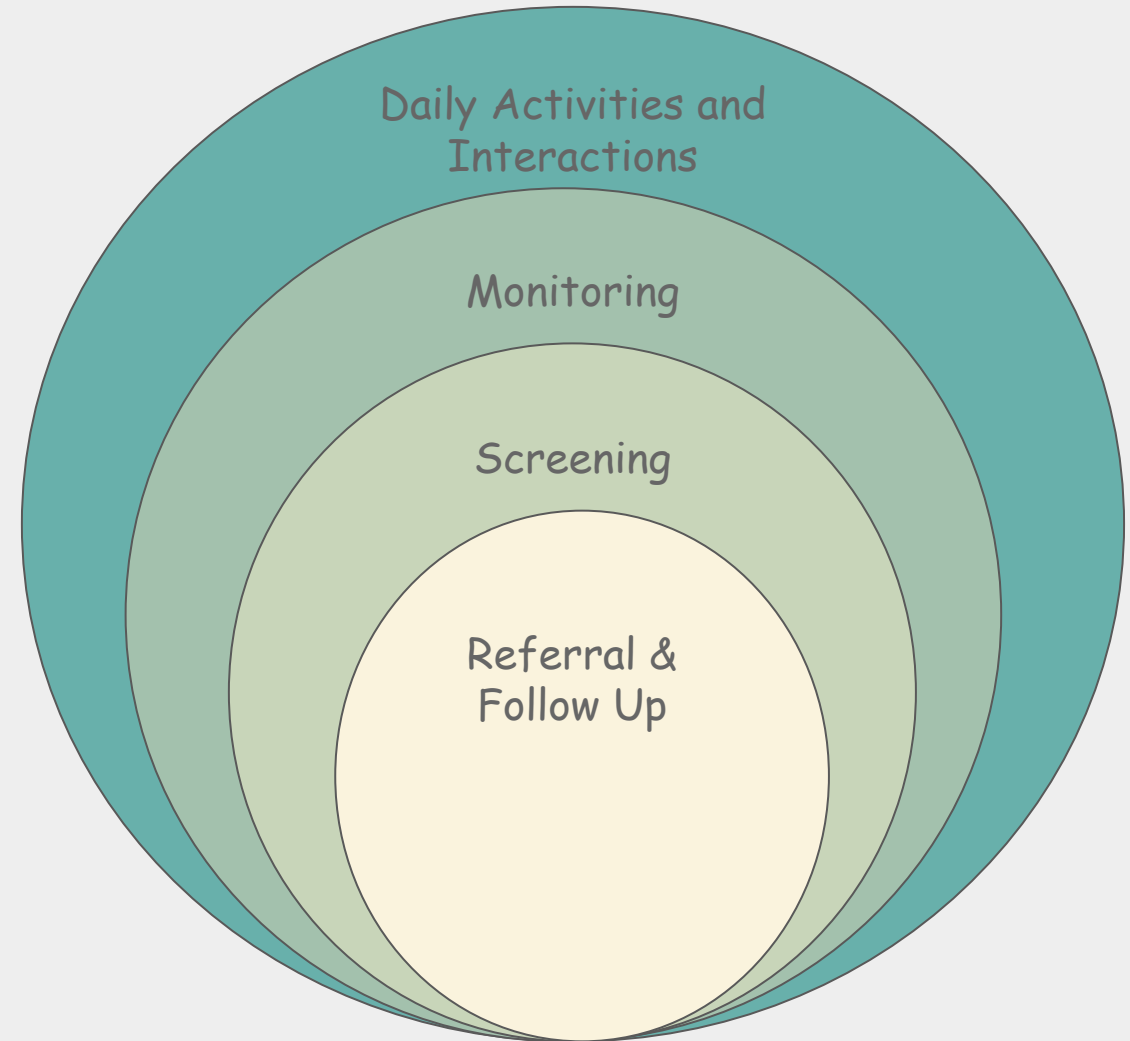 Daily Activities and
Interactions
Monitoring
Screening
Referral &
Follow Up